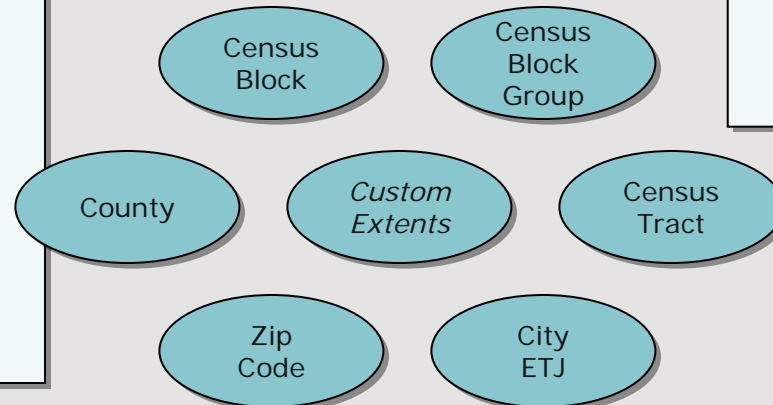 Census
Block
Census
Block
Group
County
Custom
Extents
Census
Tract
Zip
Code
City
ETJ